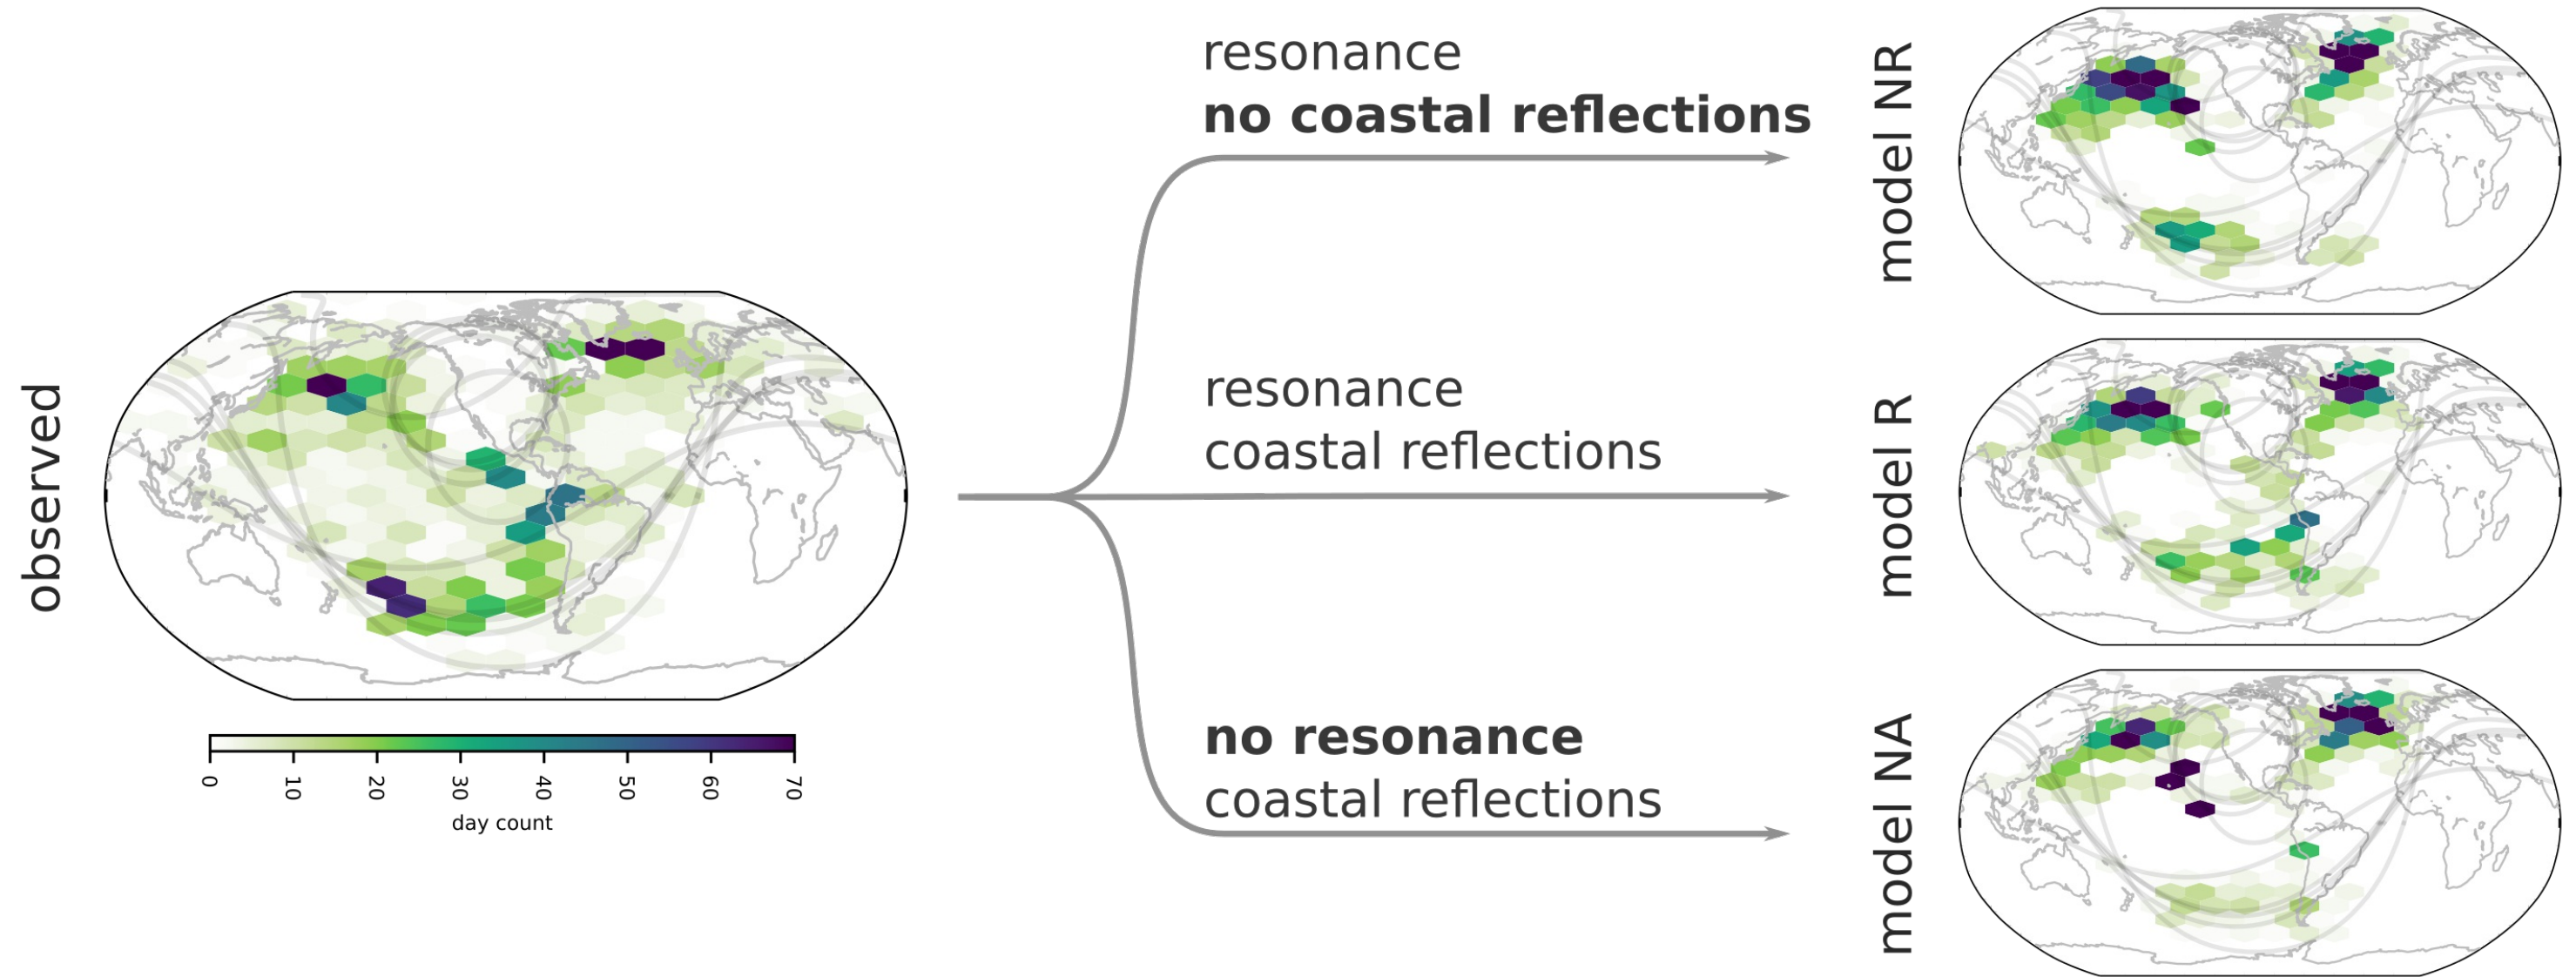 observed
0 10 20 30 40 50 60 70
day count
resonance
no coastal reflections
resonance
coastal reflections
no resonance
coastal reflections
model NR
model R
model NA